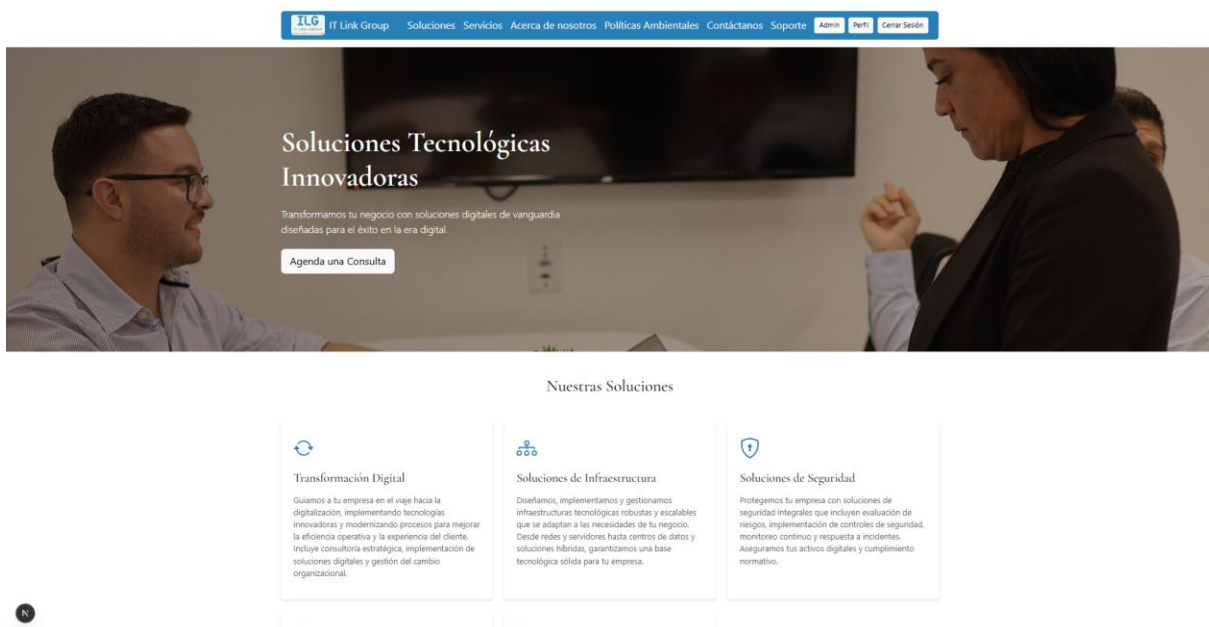 ILG
IT Link Group Soluciones Servicios Acerca de nosotros Políticas Ambientales Contáctanos Soporte Admin Perfil Cerrar Sesión
Soluciones Tecnológicas
Innovadoras
Transformamos tu negocio con soluciones digitales de vanguardia
diseñadas para el éxito en la era digital.
Agenda una Consulta
Nuestras Soluciones
Transformación Digital
Guiamos a tu empresa en el viaje hacia la
digitalización, implementando tecnologías
innovadoras y modernizando procesos para mejorar
la eficiencia operativa y la experiencia del cliente.
Incluye consultoría estratégica, implementación de
soluciones digitales y gestión del cambio
organizacional.
Soluciones de Infraestructura
Diseñamos, implementamos y gestionamos
infraestructuras tecnológicas robustas y escalables
que se adaptan a las necesidades de tu negocio.
Desde redes y servidores hasta centros de datos y
soluciones híbridas, garantizamos una base
tecnológica sólida para tu empresa.
Soluciones de Seguridad
Protegemos tu empresa con soluciones de
seguridad integrales que incluyen evaluación de
riesgos, implementación de controles de seguridad,
monitoreo continuo y respuesta a incidentes.
Aseguramos tus activos digitales y cumplimiento
normativo.
N